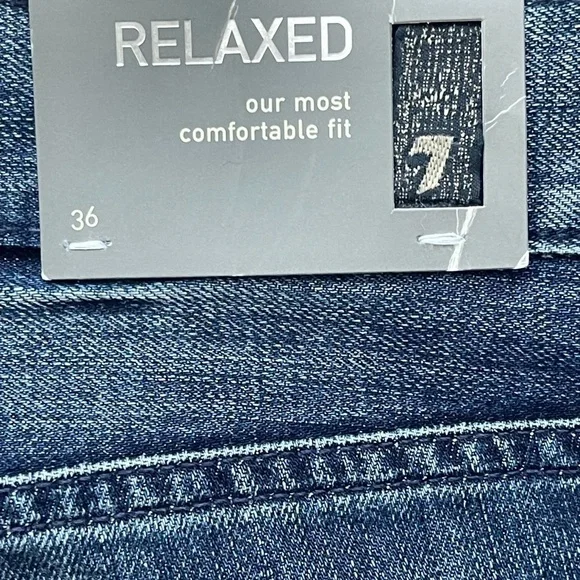 RELAXED
our most
comfortable fit
7
36